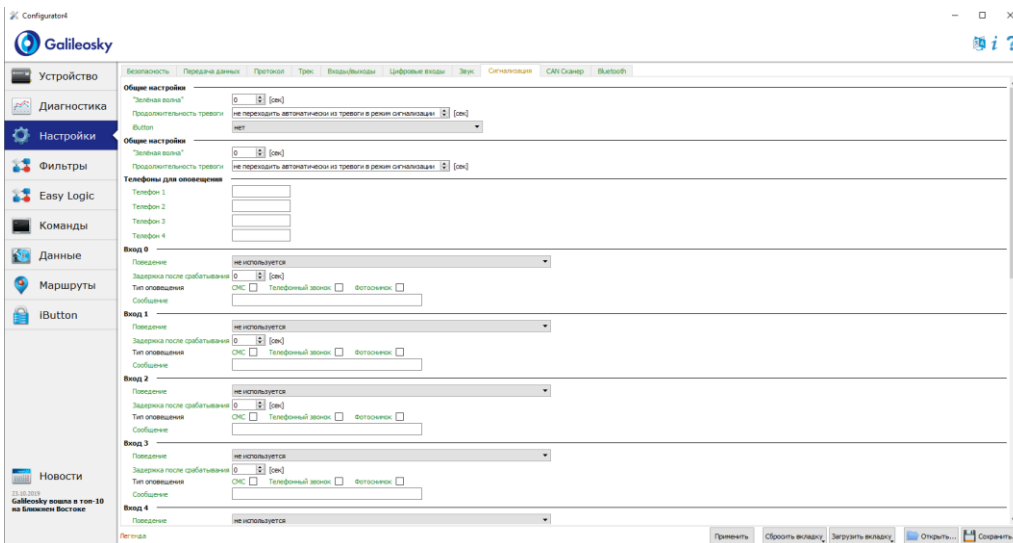 Configurator4
Galileosky
Устройство
Диагностика
Настройки
Фильтры
Easy Logic
Команды
Данные
Маршруты
iButton
Новости
23.10.2019
Galileosky вошла в топ-10
на Ближнем Востоке
Безопасность Передача данных Протокол Трек Входы/выходы Цифровые входы Звук Сигнализация CAN Сканер Bluetooth
Общие настройки
"Зелёная волна" 0 [сек]
Продолжительность тревоги не переходить автоматически из тревоги в режим сигнализации [сек]
iButton нет
Общие настройки
"Зелёная волна" 0 [сек]
Продолжительность тревоги не переходить автоматически из тревоги в режим сигнализации [сек]
Телефоны для оповещения
Телефон 1
Телефон 2
Телефон 3
Телефон 4
Вход 0
Поведение не используется
Задержка после срабатывания 0 [сек]
Тип оповещения СМС Телефонный звонок Фотоснимок
Сообщение
Вход 1
Поведение не используется
Задержка после срабатывания 0 [сек]
Тип оповещения СМС Телефонный звонок Фотоснимок
Сообщение
Вход 2
Поведение не используется
Задержка после срабатывания 0 [сек]
Тип оповещения СМС Телефонный звонок Фотоснимок
Сообщение
Вход 3
Поведение не используется
Задержка после срабатывания 0 [сек]
Тип оповещения СМС Телефонный звонок Фотоснимок
Сообщение
Вход 4
Поведение не используется
Легенда Применить Сбросить вкладку Загрузить вкладку Открыть... Сохранить